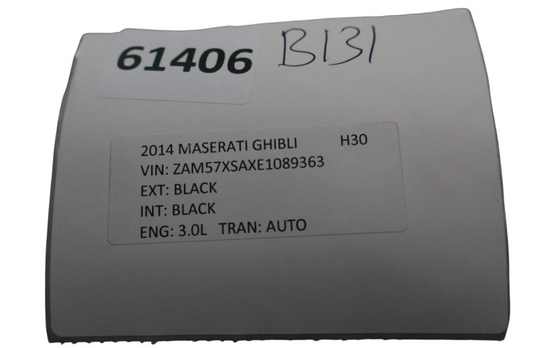 61406 B131
2014 MASERATI GHIBLI H30
VIN: ZAM57XSAXE1089363
EXT: BLACK
INT: BLACK
ENG: 3.0L TRAN: AUTO